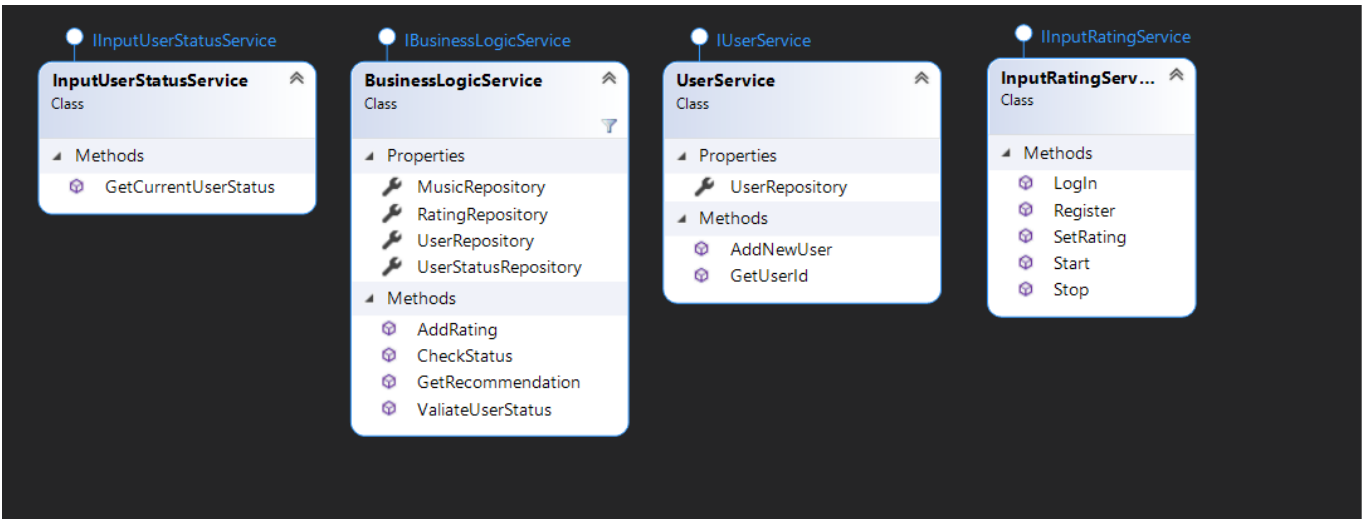 IInputUserStatusService
InputUserStatusService
Class
Methods
GetCurrentUserStatus
IBusinessLogicService
BusinessLogicService
Class
Properties
MusicRepository
RatingRepository
UserRepository
UserStatusRepository
Methods
AddRating
CheckStatus
GetRecommendation
ValiateUserStatus
IUserService
UserService
Class
Properties
UserRepository
Methods
AddNewUser
GetUserId
IInputRatingService
InputRatingServ...
Class
Methods
LogIn
Register
SetRating
Start
Stop